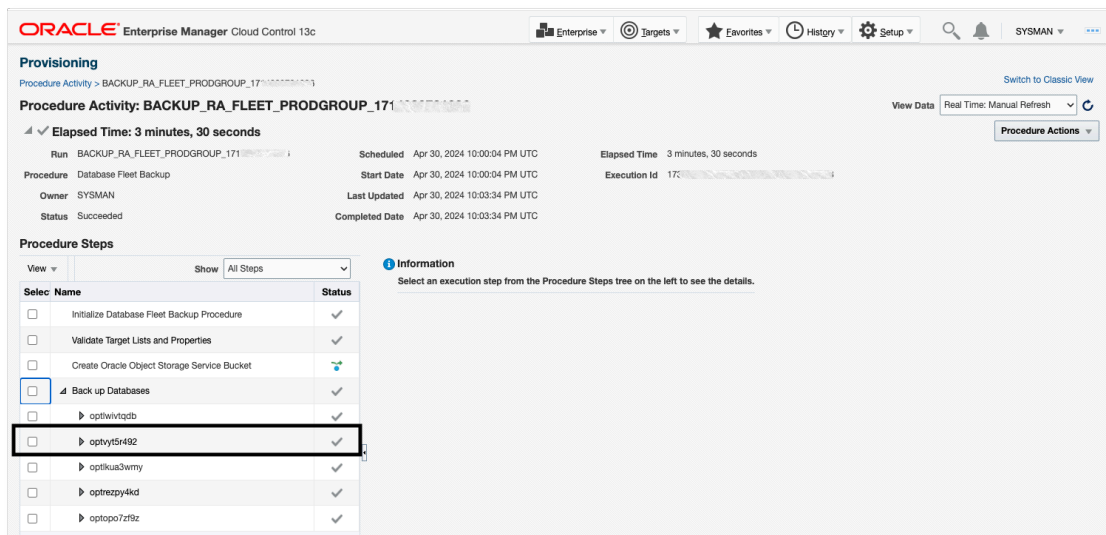 ORACLE Enterprise Manager Cloud Control 13c
Enterprise Targets Favorites History Setup SYSMAN
Provisioning
Procedure Activity > BACKUP_RA_FLEET_PRODGROUP_17
Switch to Classic View
Procedure Activity: BACKUP_RA_FLEET_PRODGROUP_171
View Data Real Time: Manual Refresh
Elapsed Time: 3 minutes, 30 seconds
Procedure Actions
Run BACKUP_RA_FLEET_PRODGROUP_171 Scheduled Apr 30, 2024 10:00:04 PM UTC Elapsed Time 3 minutes, 30 seconds
Procedure Database Fleet Backup Start Date Apr 30, 2024 10:00:04 PM UTC Execution Id 173
Owner SYSMAN Last Updated Apr 30, 2024 10:03:34 PM UTC
Status Succeeded Completed Date Apr 30, 2024 10:03:34 PM UTC
Procedure Steps
View Show All Steps
Information
Select an execution step from the Procedure Steps tree on the left to see the details.
Selec Name Status
Initialize Database Fleet Backup Procedure
Validate Target Lists and Properties
Create Oracle Object Storage Service Bucket
Back up Databases
optlwivtqdb
optvyt5r492
optlkua3wmy
optrezpy4kd
optopo7zf9z